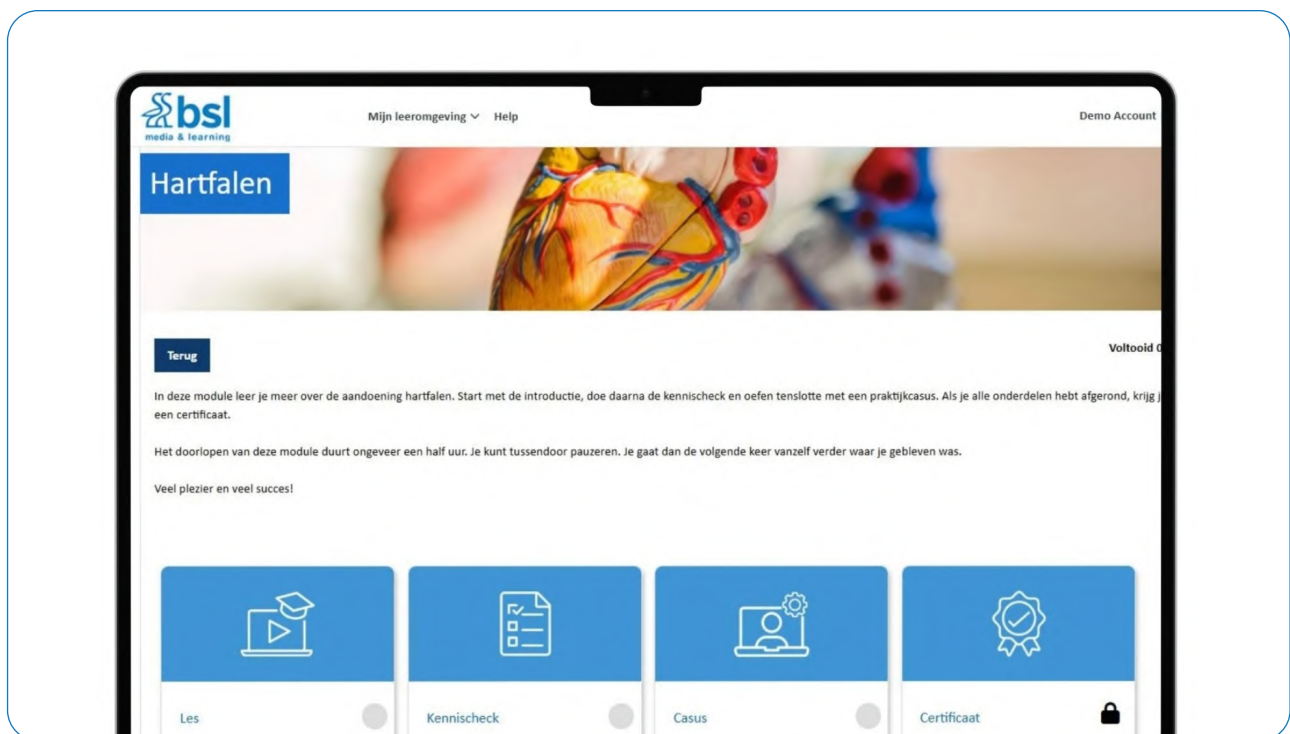 bsl
media & learning
Mijn leeromgeving
Help
Demo Account
Hartfalen
Terug
Voltooid
In deze module leer je meer over de aandoening hartfalen. Start met de introductie, doe daarna de kennischeck en oefen tenslotte met een praktijkcasus. Als je alle onderdelen hebt afgerond, krijg
een certificaat.
Het doorlopen van deze module duurt ongeveer een half uur. Je kunt tussendoor pauzeren. Je gaat dan de volgende keer vanzelf verder waar je gebleven was.
Veel plezier en veel succes!
Les
Kennischeck
Casus
Certificaat